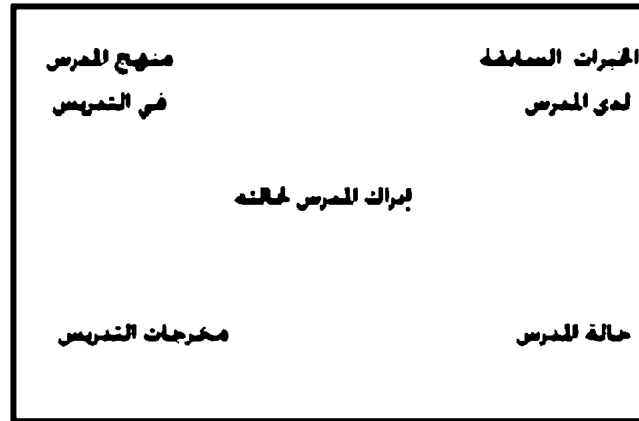 الخبرات السابقة
لدى المدرس
منهج المدرس
في التدريس
إدراك المدرس لحالته
حالة المدرس
مخرجات التدريس